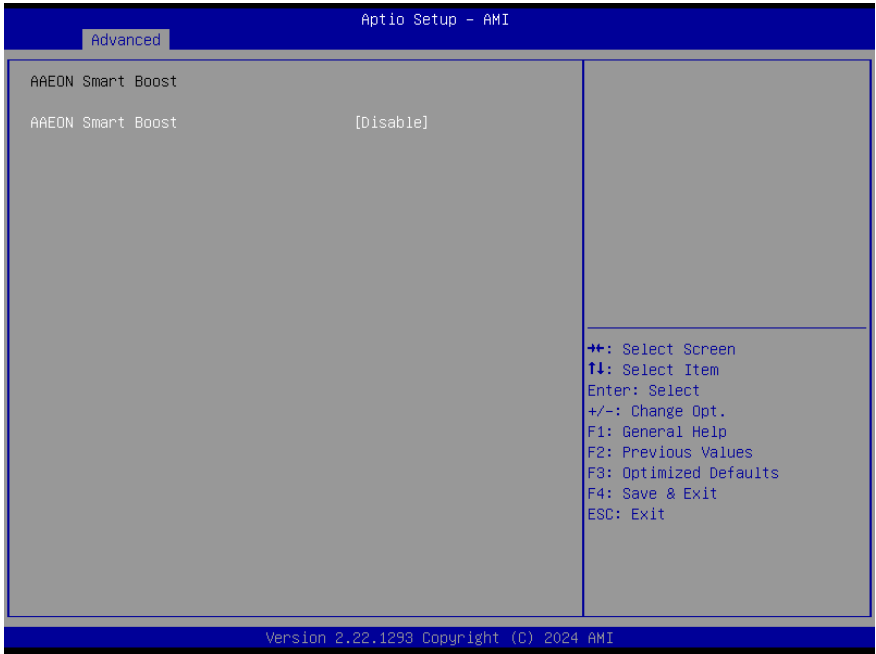 Aptio Setup – AMI
Advanced
AAEON Smart Boost
AAEON Smart Boost [Disable]
→←: Select Screen
↑↓: Select Item
Enter: Select
+/-: Change Opt.
F1: General Help
F2: Previous Values
F3: Optimized Defaults
F4: Save & Exit
ESC: Exit
Version 2.22.1293 Copyright (C) 2024 AMI